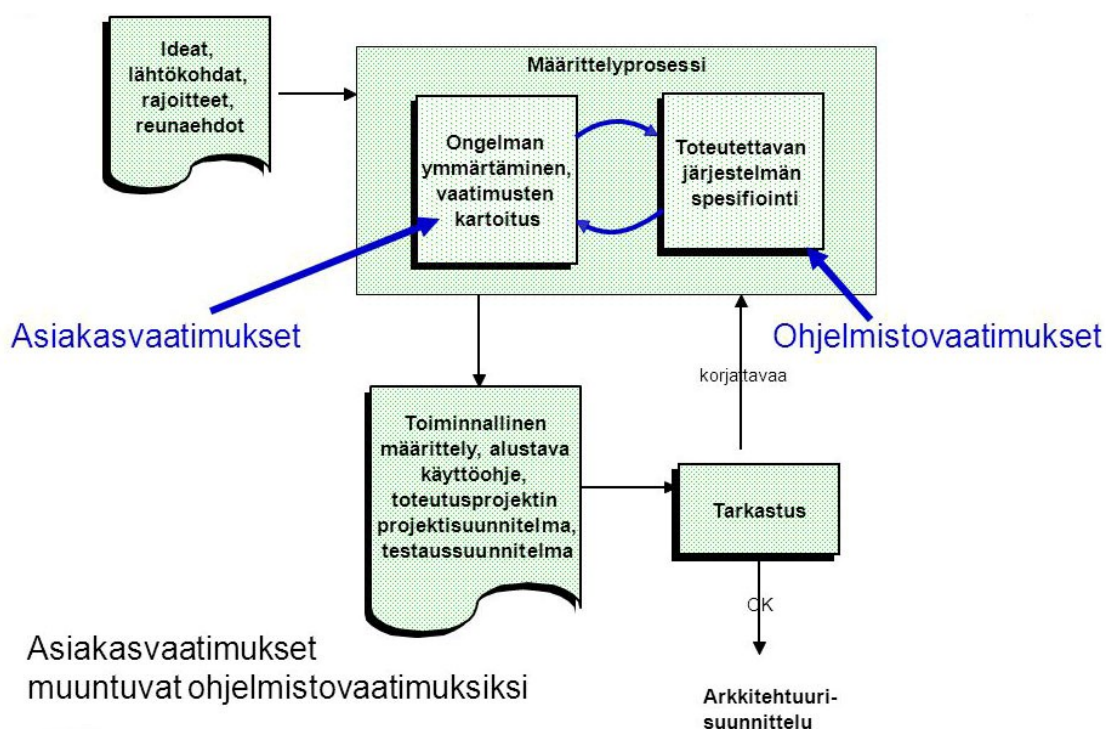 Ideat,
lähtökohdat,
rajoitteet,
reunaehdot
Määrittelyprosessi
Ongelman
ymmärtäminen,
vaatimusten
kartoitus
Toteutettavan
järjestelmän
spesifiointi
Asiakasvaatimukset
Ohjelmistovaatimukset
korjattavaa
Toiminnallinen
määrittely, alustava
käyttöohje,
toteutusprojektin
projektisuunnitelma,
testaussuunnitelma
Tarkastus
OK
Asiakasvaatimukset
muuntuvat ohjelmistovaatimuksiksi
Arkkitehtuuri-
suunnittelu